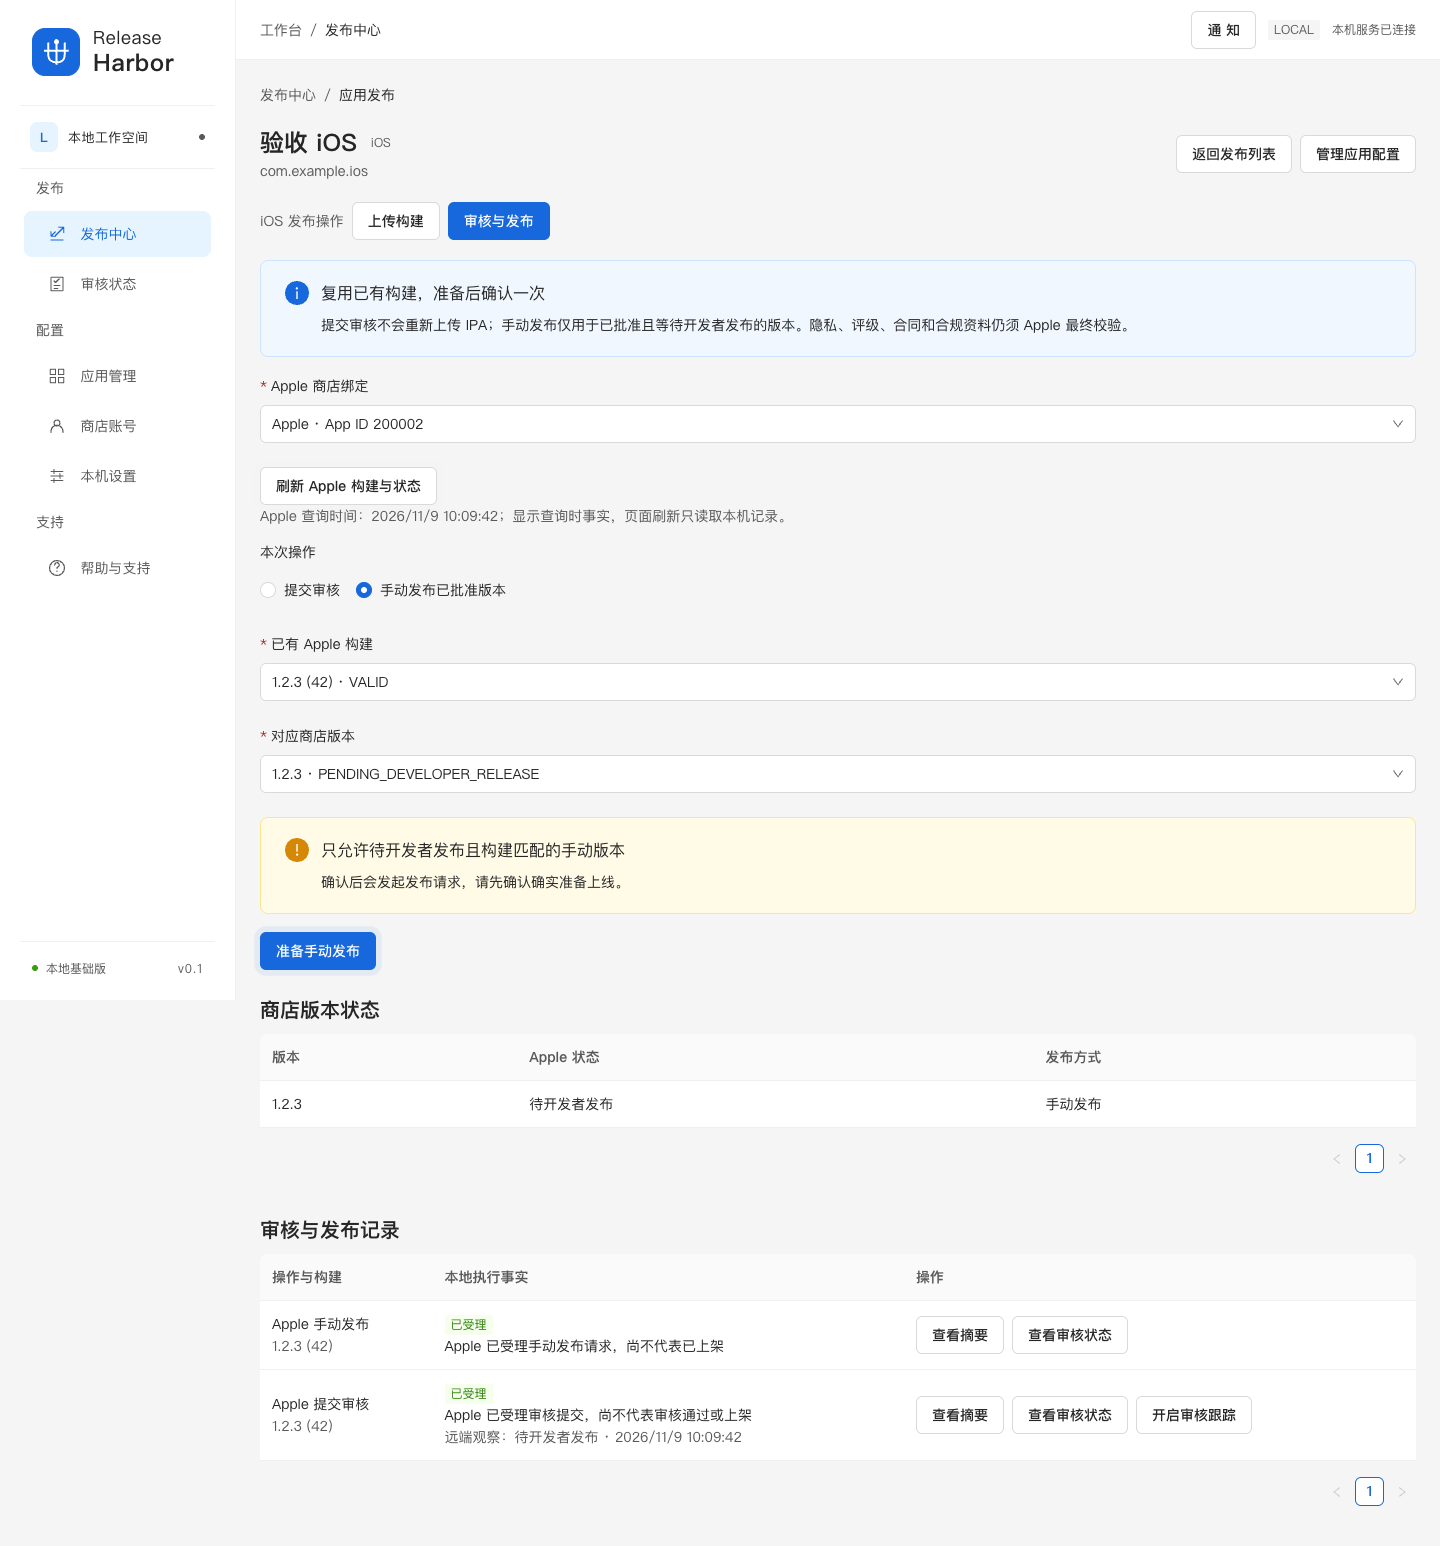 Release
Harbor
L 本地工作空间
发布
发布中心
审核状态
配置
应用管理
商店账号
本机设置
支持
帮助与支持
本地基础版 v0.1
工作台 / 发布中心
通 知 LOCAL 本机服务已连接
发布中心 / 应用发布
验收 iOS iOS
com.example.ios
返回发布列表 管理应用配置
iOS 发布操作 上传构建 审核与发布
复用已有构建，准备后确认一次
提交审核不会重新上传 IPA；手动发布仅用于已批准且等待开发者发布的版本。隐私、评级、合同和合规资料仍须 Apple 最终校验。
* Apple 商店绑定
Apple · App ID 200002
刷新 Apple 构建与状态
Apple 查询时间：2026/11/9 10:09:42；显示查询时事实，页面刷新只读取本机记录。
本次操作
提交审核 手动发布已批准版本
* 已有 Apple 构建
1.2.3 (42) · VALID
* 对应商店版本
1.2.3 · PENDING_DEVELOPER_RELEASE
只允许待开发者发布且构建匹配的手动版本
确认后会发起发布请求，请先确认确实准备上线。
准备手动发布
商店版本状态
版本 Apple 状态 发布方式
1.2.3 待开发者发布 手动发布
1
审核与发布记录
操作与构建 本地执行事实 操作
Apple 手动发布
1.2.3 (42)
已受理
Apple 已受理手动发布请求，尚不代表已上架
查看摘要 查看审核状态
Apple 提交审核
1.2.3 (42)
已受理
Apple 已受理审核提交，尚不代表审核通过或上架
远端观察：待开发者发布 · 2026/11/9 10:09:42
查看摘要 查看审核状态 开启审核跟踪
1